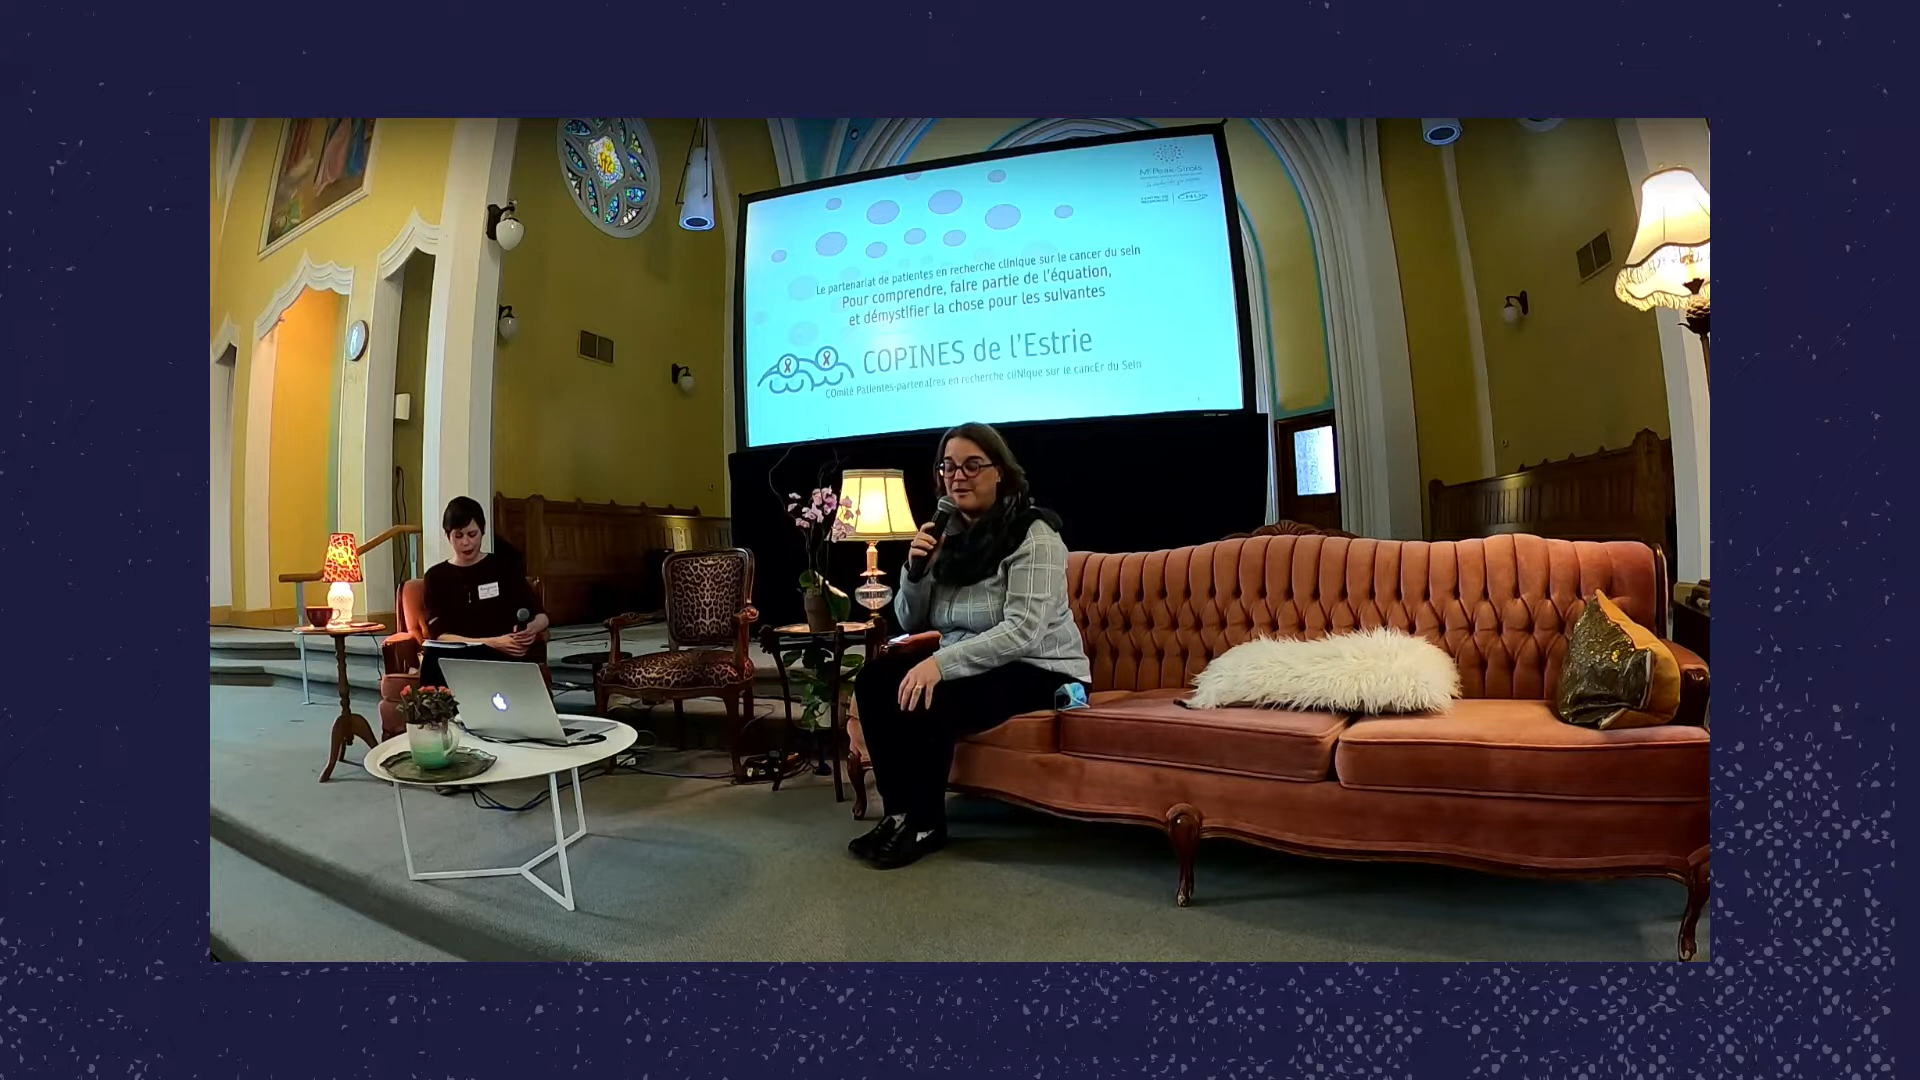 Le partenariat de patientes en recherche clinique sur le cancer du sein
Pour comprendre, faire partie de l'équation,
et démystifier la chose pour les suivantes
COPINES de l'Estrie
COmité Patientes-partenaIres en recherche cliNique sur le cancEr du Sein